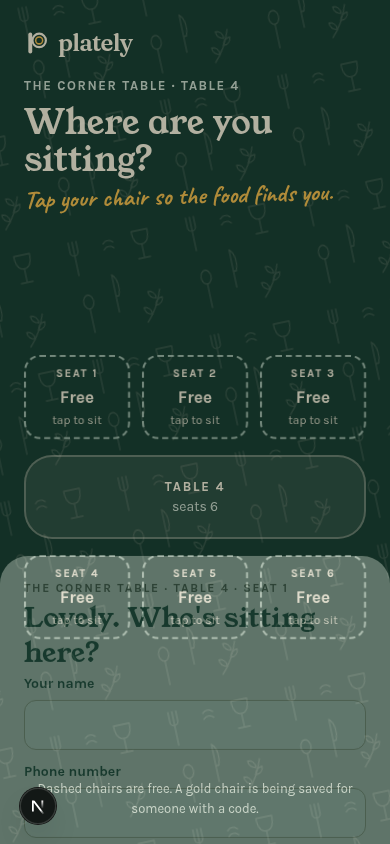 plately
THE CORNER TABLE · TABLE 4
Where are you
sitting?
Tap your chair so the food finds you.
SEAT 1
Free
tap to sit
SEAT 2
Free
tap to sit
SEAT 3
Free
tap to sit
TABLE 4
seats 6
SEAT 4
Free
tap to sit
SEAT 5
Free
tap to sit
SEAT 6
Free
tap to sit
THE CORNER TABLE · TABLE 4 · SEAT 1
Lovely. Who's sitting
here?
Your name
Phone number
Dashed chairs are free. A gold chair is being saved for
someone with a code.
N